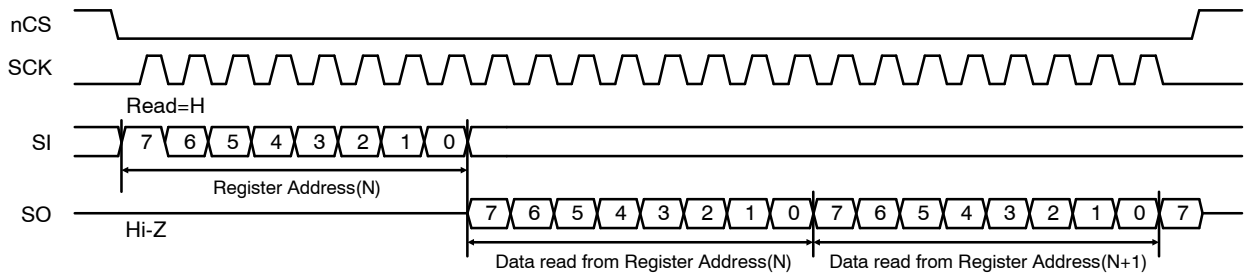 nCS
SCK
Read=H
SI 7 6 5 4 3 2 1 0
Register Address(N)
SO 7 6 5 4 3 2 1 0 7 6 5 4 3 2 1 0 7
Hi-Z
Data read from Register Address(N) Data read from Register Address(N+1)